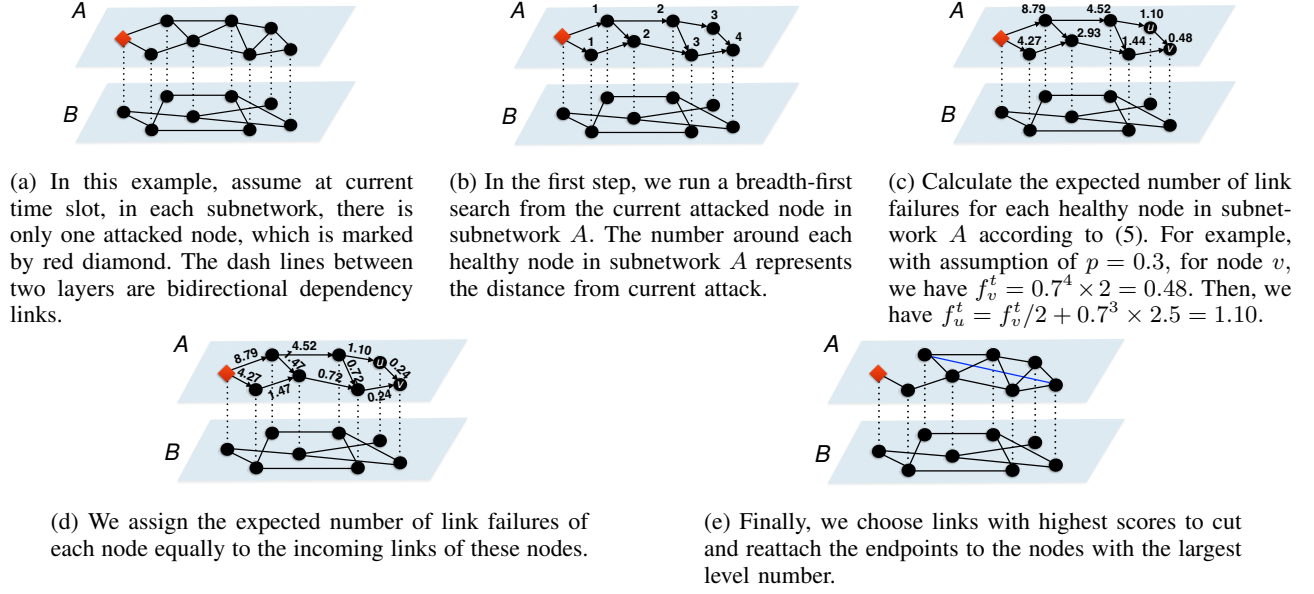 A
B
(a) In this example, assume at current
time slot, in each subnetwork, there is
only one attacked node, which is marked
by red diamond. The dash lines between
two layers are bidirectional dependency
links.
A
1 2 3
1 2 3 4
B
(b) In the first step, we run a breadth-first
search from the current attacked node in
subnetwork A. The number around each
healthy node in subnetwork A represents
the distance from current attack.
A
8.79 4.52 1.10
u
4.27 2.93 1.44 0.48
v
B
(c) Calculate the expected number of link
failures for each healthy node in subnet-
work A according to (5). For example,
with assumption of p = 0.3, for node v,
we have f_v^t = 0.7^4 × 2 = 0.48. Then, we
have f_u^t = f_v^t/2 + 0.7^3 × 2.5 = 1.10.
A
8.79 4.52 1.10
u
1.47 0.72 0.24
4.27 1.47 0.72 0.24
v
B
(d) We assign the expected number of link failures of
each node equally to the incoming links of these nodes.
A
B
(e) Finally, we choose links with highest scores to cut
and reattach the endpoints to the nodes with the largest
level number.